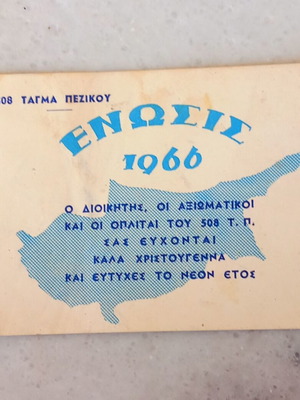 508 ΤΑΓΜΑ ΠΕΖΙΚΟΥ
ΕΝΩΣΙΣ
1966
Ο ΔΙΟΙΚΗΤΗΣ, ΟΙ ΑΞΙΩΜΑΤΙΚΟΙ
ΚΑΙ ΟΙ ΟΠΛΙΤΑΙ ΤΟΥ 508 Τ. Π.
ΣΑΣ ΕΥΧΟΝΤΑΙ
ΚΑΛΑ ΧΡΙΣΤΟΥΓΕΝΝΑ
ΚΑΙ ΕΥΤΥΧΕΣ ΤΟ ΝΕΟΝ ΕΤΟΣ